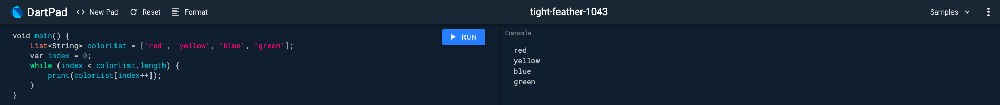 DartPad <> New Pad Reset Format tight-feather-1043 Samples
void main() {
    List<String> colorList = ['red', 'yellow', 'blue', 'green'];
    var index = 0;
    while (index < colorList.length) {
        print(colorList[index++]);
    }
}
RUN
Console
red
yellow
blue
green